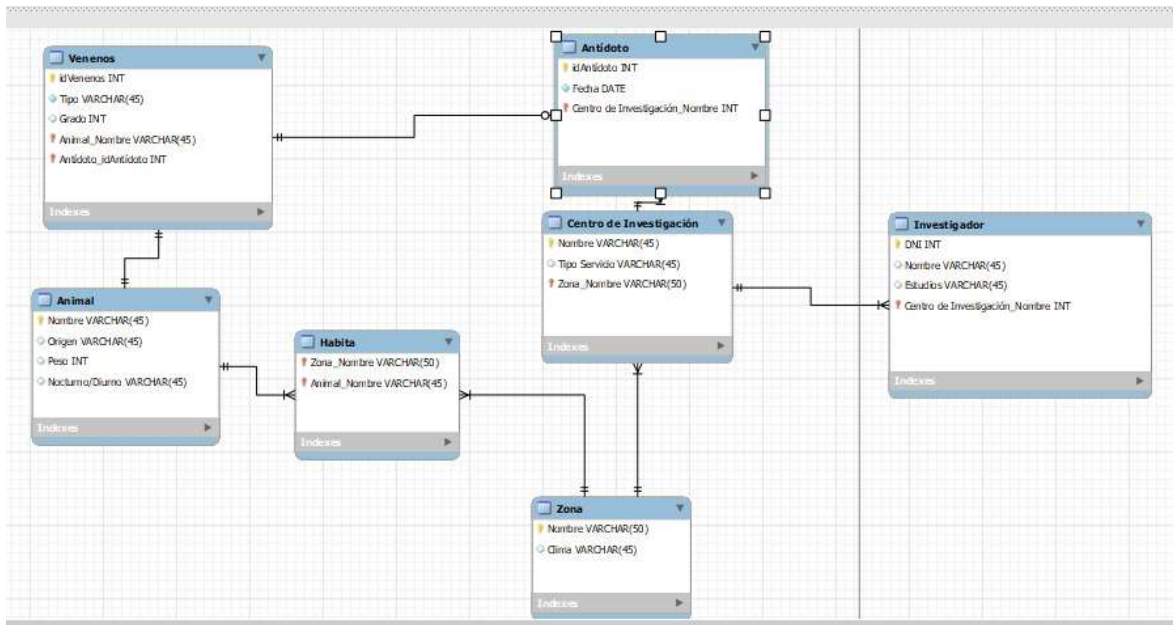 Venenos
idVenenos INT
Tipo VARCHAR(45)
Grado INT
Animal_Nombre VARCHAR(45)
Antídoto_idAntídoto INT
Indexes
Antídoto
idAntídoto INT
Fecha DATE
Centro de Investigación_Nombre INT
Indexes
Centro de Investigación
Nombre VARCHAR(45)
Tipo Servicio VARCHAR(45)
Zona_Nombre VARCHAR(50)
Indexes
Investigador
DNI INT
Nombre VARCHAR(45)
Estudios VARCHAR(45)
Centro de Investigación_Nombre INT
Indexes
Animal
Nombre VARCHAR(45)
Origen VARCHAR(45)
Peso INT
Nocturno/Diurno VARCHAR(45)
Indexes
Habita
Zona_Nombre VARCHAR(50)
Animal_Nombre VARCHAR(45)
Indexes
Zona
Nombre VARCHAR(50)
Clima VARCHAR(45)
Indexes